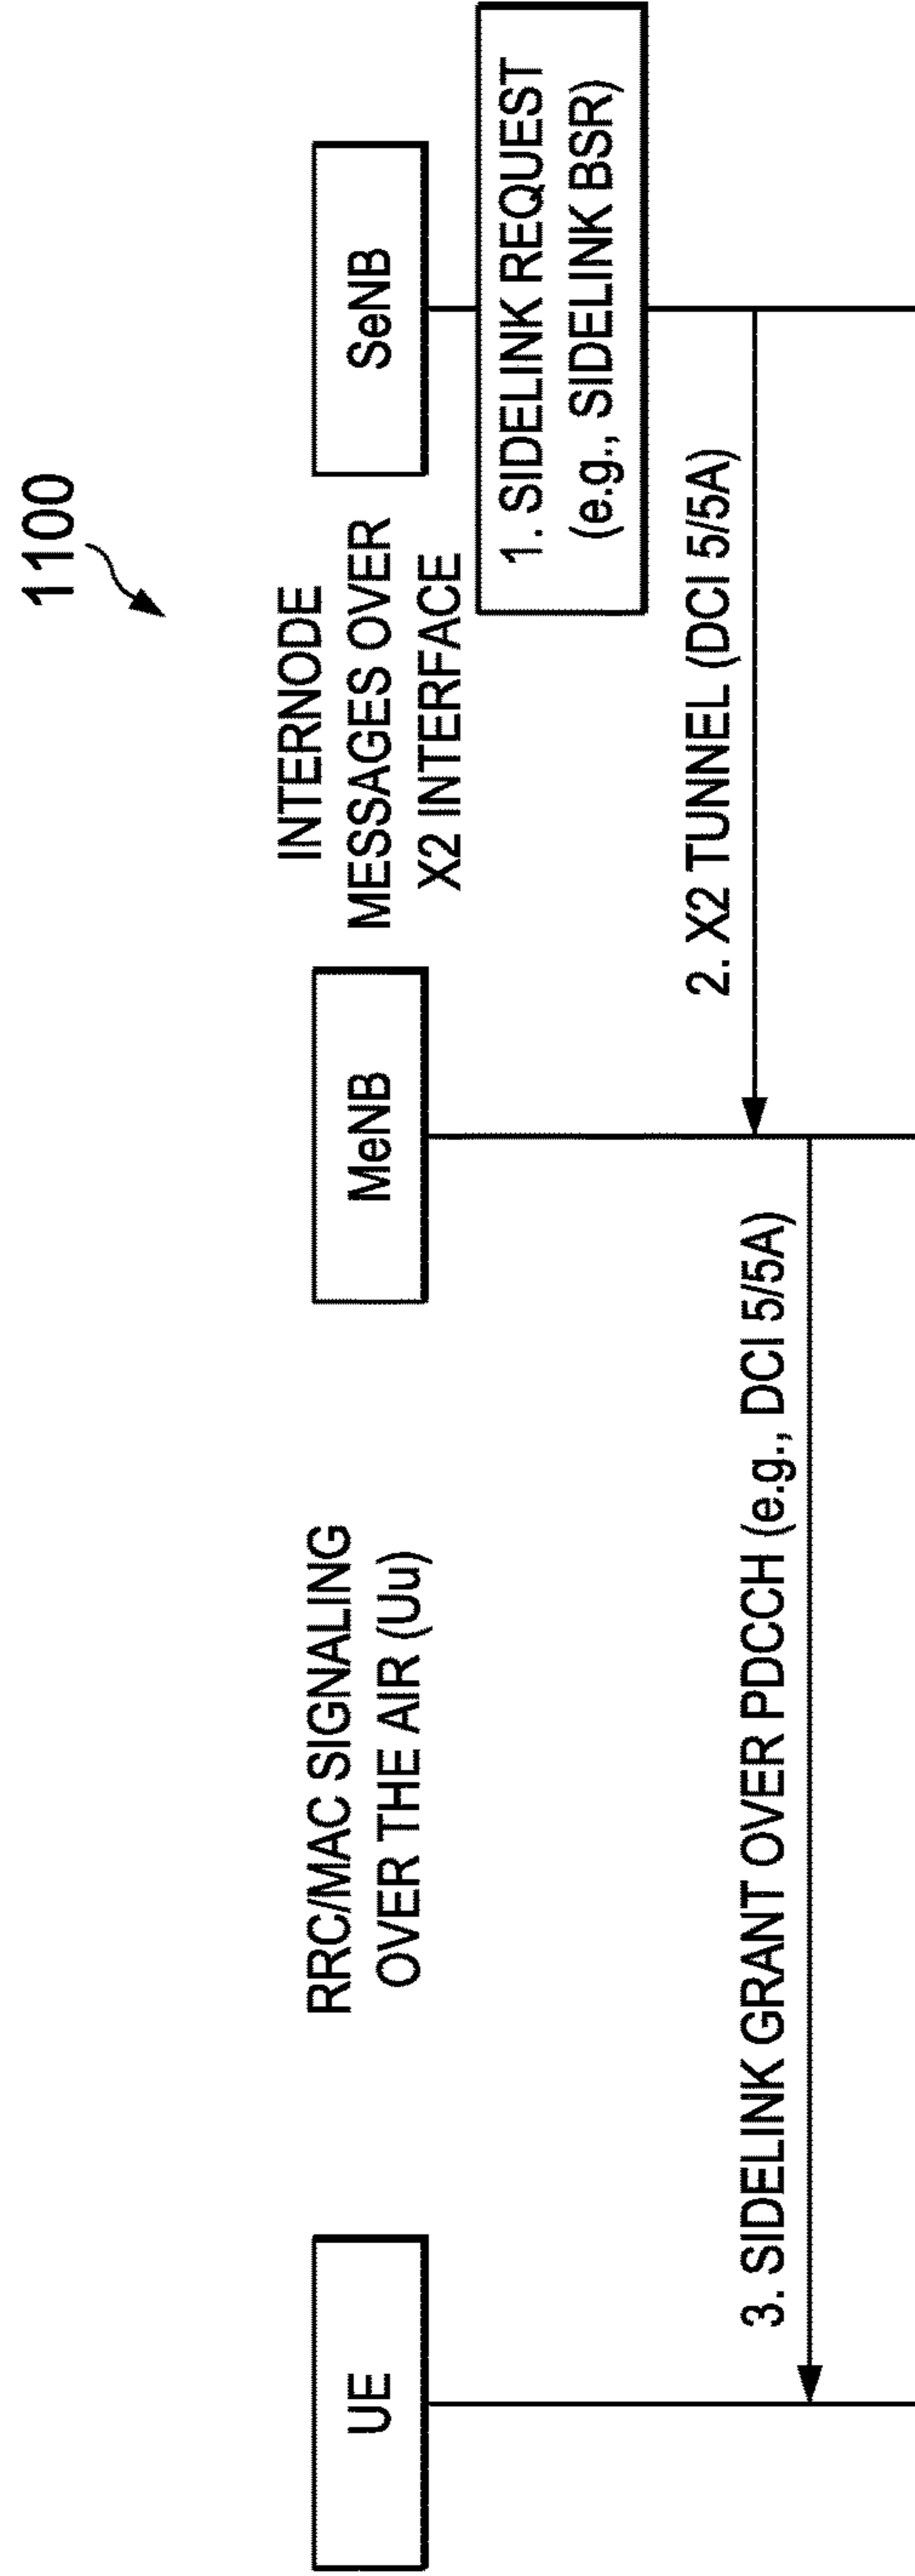 1100
UE
RRC/MAC SIGNALING
OVER THE AIR (Uu)
MeNB
INTERNODE
MESSAGES OVER
X2 INTERFACE
SeNB
1. SIDELINK REQUEST
(e.g., SIDELINK BSR)
2. X2 TUNNEL (DCI 5/5A)
3. SIDELINK GRANT OVER PDCCH (e.g., DCI 5/5A)